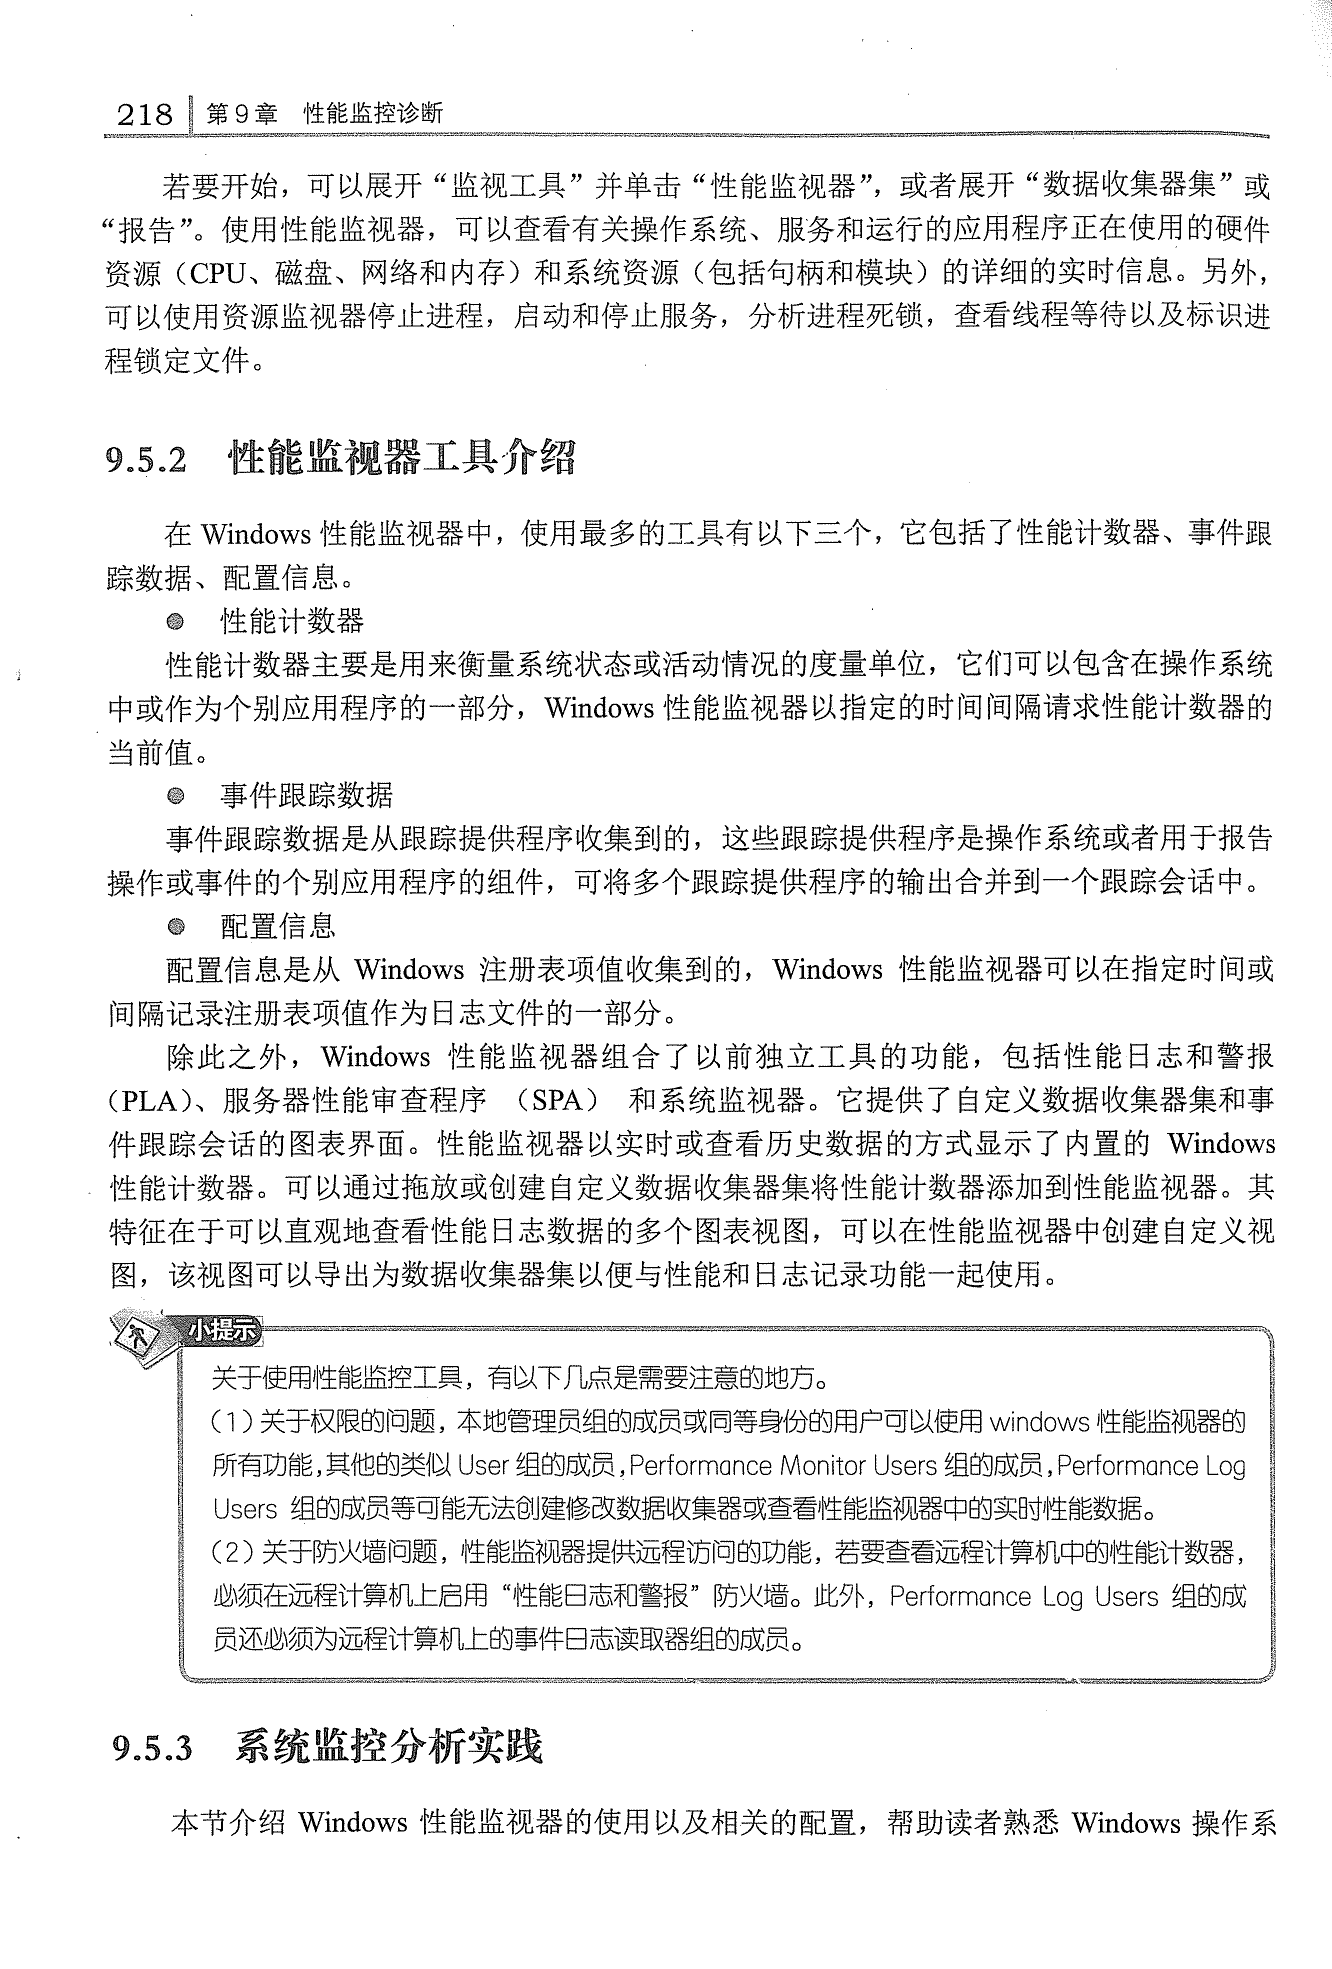 218 第9章 性能监控诊断
若要开始，可以展开“监视工具”并单击“性能监视器”，或者展开“数据收集器集”或
“报告”。使用性能监视器，可以查看有关操作系统、服务和运行的应用程序正在使用的硬件
资源（CPU、磁盘、网络和内存）和系统资源（包括句柄和模块）的详细的实时信息。另外，
可以使用资源监视器停止进程，启动和停止服务，分析进程死锁，查看线程等待以及标识进
程锁定文件。
9.5.2 性能监视器工具介绍
在 Windows 性能监视器中，使用最多的工具有以下三个，它包括了性能计数器、事件跟
踪数据、配置信息。
● 性能计数器
性能计数器主要是用来衡量系统状态或活动情况的度量单位，它们可以包含在操作系统
中或作为个别应用程序的一部分，Windows 性能监视器以指定的时间间隔请求性能计数器的
当前值。
● 事件跟踪数据
事件跟踪数据是从跟踪提供程序收集到的，这些跟踪提供程序是操作系统或者用于报告
操作或事件的个别应用程序的组件，可将多个跟踪提供程序的输出合并到一个跟踪会话中。
● 配置信息
配置信息是从 Windows 注册表项值收集到的，Windows 性能监视器可以在指定时间或
间隔记录注册表项值作为日志文件的一部分。
除此之外，Windows 性能监视器组合了以前独立工具的功能，包括性能日志和警报
（PLA）、服务器性能审查程序 （SPA） 和系统监视器。它提供了自定义数据收集器集和事
件跟踪会话的图表界面。性能监视器以实时或查看历史数据的方式显示了内置的 Windows
性能计数器。可以通过拖放或创建自定义数据收集器集将性能计数器添加到性能监视器。其
特征在于可以直观地查看性能日志数据的多个图表视图，可以在性能监视器中创建自定义视
图，该视图可以导出为数据收集器集以便与性能和日志记录功能一起使用。
小提示
关于使用性能监控工具，有以下几点是需要注意的地方。
（1）关于权限的问题，本地管理员组的成员或同等身份的用户可以使用 windows 性能监视器的
所有功能，其他的类似 User 组的成员，Performance Monitor Users 组的成员，Performance Log
Users 组的成员等可能无法创建修改数据收集器或查看性能监视器中的实时性能数据。
（2）关于防火墙问题，性能监视器提供远程访问的功能，若要查看远程计算机中的性能计数器，
必须在远程计算机上启用“性能日志和警报”防火墙。此外，Performance Log Users 组的成
员还必须为远程计算机上的事件日志读取器组的成员。
9.5.3 系统监控分析实践
本节介绍 Windows 性能监视器的使用以及相关的配置，帮助读者熟悉 Windows 操作系